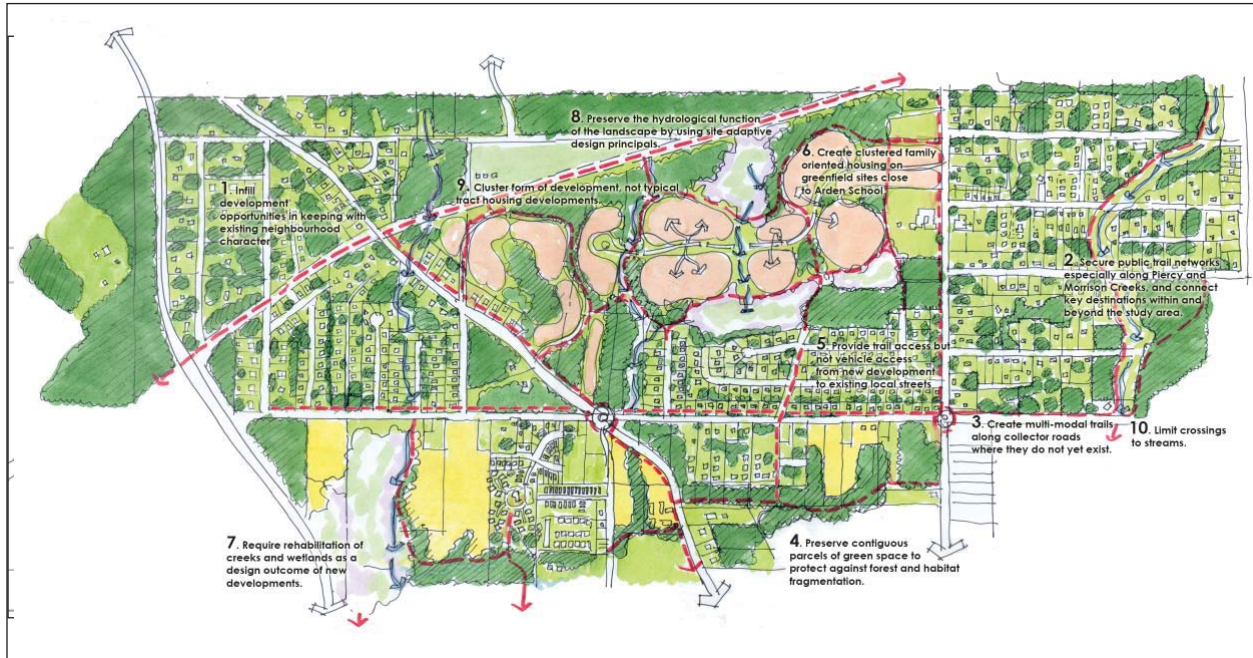 1. Infill
development
opportunities in keeping with
existing neighbourhood
character
8. Preserve the hydrological function
of the landscape by using site adaptive
design principals.
9. Cluster form of development, not typical
tract housing developments.
6. Create clustered family
oriented housing on
greenfield sites close
to Arden School
2. Secure public trail networks
especially along Piercy and
Morrison Creeks, and connect
key destinations within and
beyond the study area.
5. Provide trail access but
not vehicle access
from new development
to existing local streets
3. Create multi-modal trails
along collector roads
where they do not yet exist.
10. Limit crossings
to streams.
7. Require rehabilitation of
creeks and wetlands as a
design outcome of new
developments.
4. Preserve contiguous
parcels of green space to
protect against forest and habitat
fragmentation.